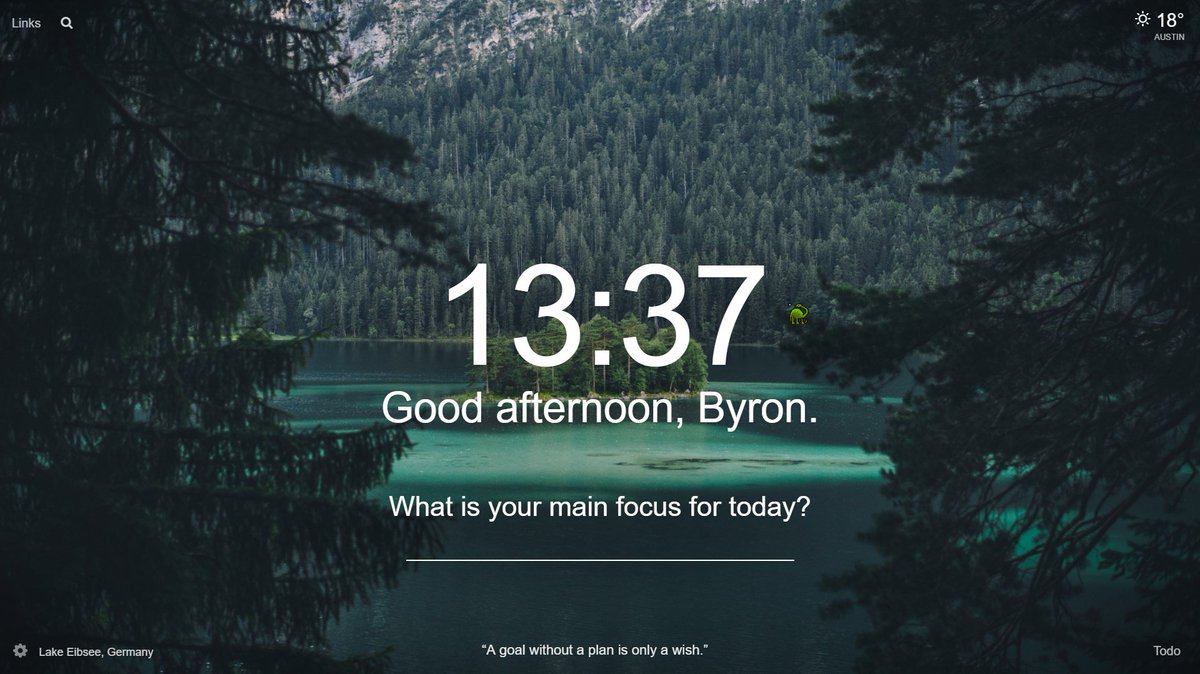 Links
18°
AUSTIN
13:37
Good afternoon, Byron.
What is your main focus for today?
Lake Eibsee, Germany
“A goal without a plan is only a wish.”
Todo